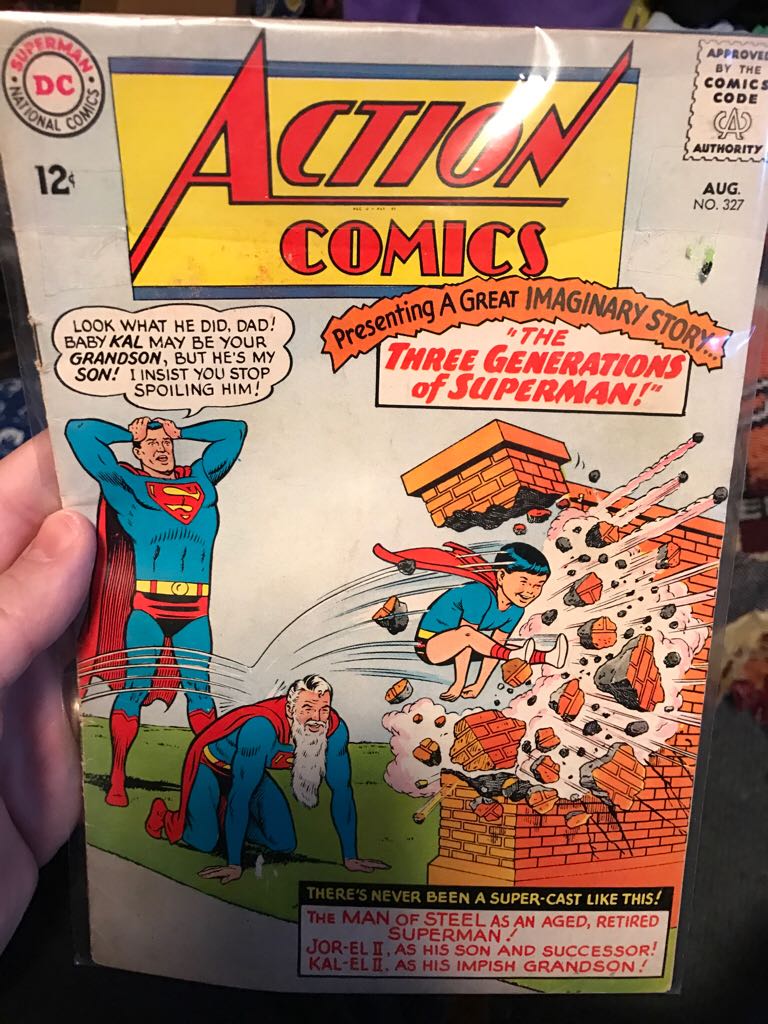 SUPERMAN
DC
NATIONAL COMICS
12¢
ACTION
COMICS
APPROVED
BY THE
COMICS
CODE
CA
AUTHORITY
AUG.
NO. 327
Presenting A Great IMAGINARY STORY...
"THE
THREE GENERATIONS
of SUPERMAN!"
LOOK WHAT HE DID, DAD!
BABY KAL MAY BE YOUR
GRANDSON, BUT HE'S MY
SON! I INSIST YOU STOP
SPOILING HIM!
S
THERE'S NEVER BEEN A SUPER-CAST LIKE THIS!
THE MAN OF STEEL AS AN AGED, RETIRED
SUPERMAN!
JOR-EL II, AS HIS SON AND SUCCESSOR!
KAL-EL II, AS HIS IMPISH GRANDSON!